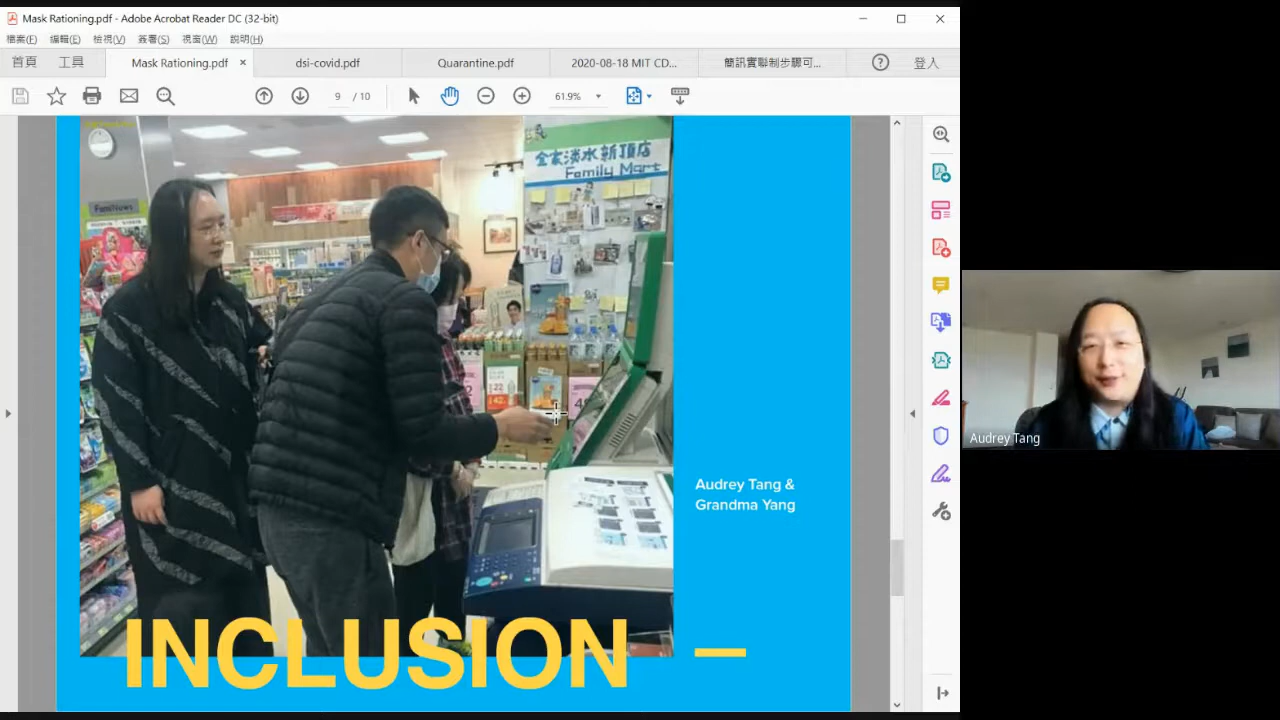 Mask Rationing.pdf - Adobe Acrobat Reader DC (32-bit)
檔案(F) 編輯(E) 檢視(V) 簽署(S) 視窗(W) 說明(H)
首頁 工具 Mask Rationing.pdf × dsi-covid.pdf Quarantine.pdf 2020-08-18 MIT CD... 簡訊實聯制步驟可... 登入
9 / 10 61.9%
全家淡水新頂店
Family Mart
FamiNews
22
42
Audrey Tang &
Grandma Yang
INCLUSION –
Audrey Tang